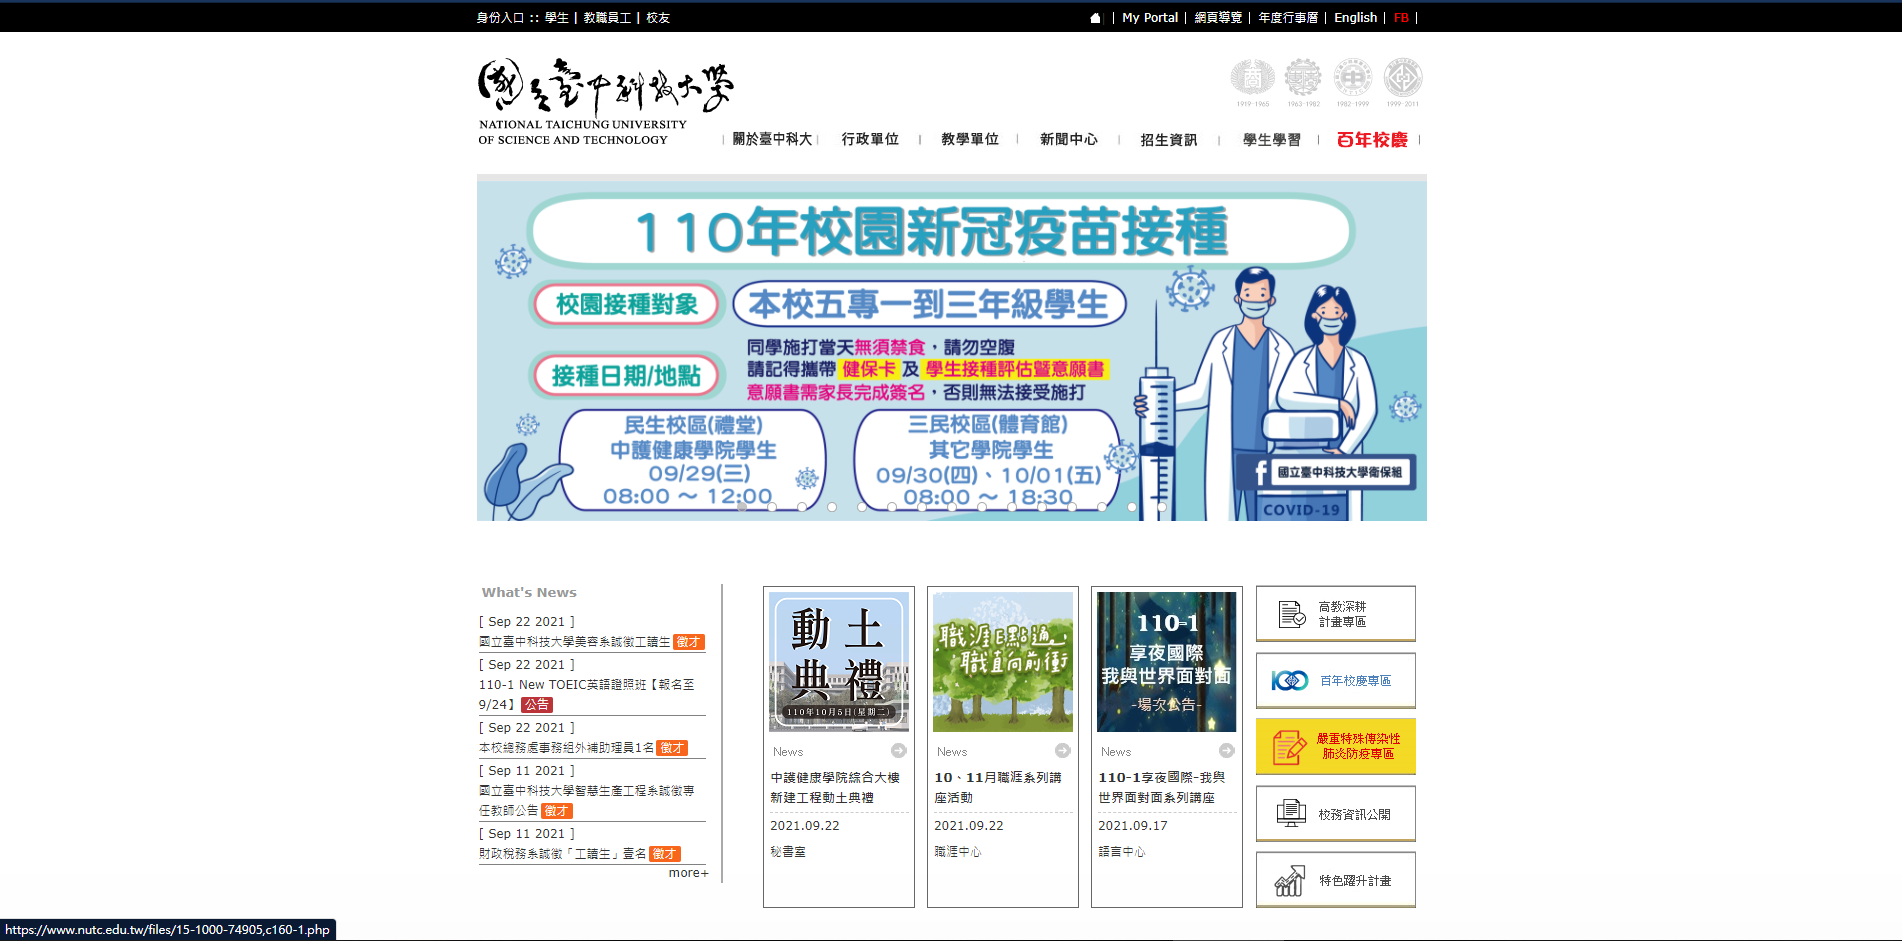 身份入口 :: 學生 | 教職員工 | 校友
| My Portal | 網頁導覽 | 年度行事曆 | English | FB |
國立臺中科技大學
NATIONAL TAICHUNG UNIVERSITY
OF SCIENCE AND TECHNOLOGY
1919-1965 1963-1982 1982-1999 1999-2011
| 關於臺中科大 | 行政單位 | 教學單位 | 新聞中心 | 招生資訊 | 學生學習 | 百年校慶 |
110年校園新冠疫苗接種
校園接種對象
本校五專一到三年級學生
接種日期/地點
同學施打當天無須禁食，請勿空腹
請記得攜帶 健保卡 及 學生接種評估暨意願書
意願書需家長完成簽名，否則無法接受施打
民生校區(禮堂)
中護健康學院學生
09/29(三)
08:00 ～ 12:00
三民校區(體育館)
其它學院學生
09/30(四)、10/01(五)
08:00 ～ 18:30
f 國立臺中科技大學衛保組
COVID-19
What's News
[ Sep 22 2021 ]
國立臺中科技大學美容系誠徵工讀生 徵才
[ Sep 22 2021 ]
110-1 New TOEIC英語證照班【報名至
9/24】 公告
[ Sep 22 2021 ]
本校總務處事務組外補助理員1名 徵才
[ Sep 11 2021 ]
國立臺中科技大學智慧生產工程系誠徵專
任教師公告 徵才
[ Sep 11 2021 ]
財政稅務系誠徵「工讀生」壹名 徵才
more+
動土
典禮
110年10月5日(星期二)
News
中護健康學院綜合大樓
新建工程動土典禮
2021.09.22
秘書室
職涯E點通,
職直向前衝
News
10、11月職涯系列講
座活動
2021.09.22
職涯中心
110-1
享夜國際
我與世界面對面
-場次公告-
News
110-1享夜國際-我與
世界面對面系列講座
2021.09.17
語言中心
高教深耕
計畫專區
100 百年校慶專區
嚴重特殊傳染性
肺炎防疫專區
校務資訊公開
特色躍升計畫
https://www.nutc.edu.tw/files/15-1000-74905,c160-1.php